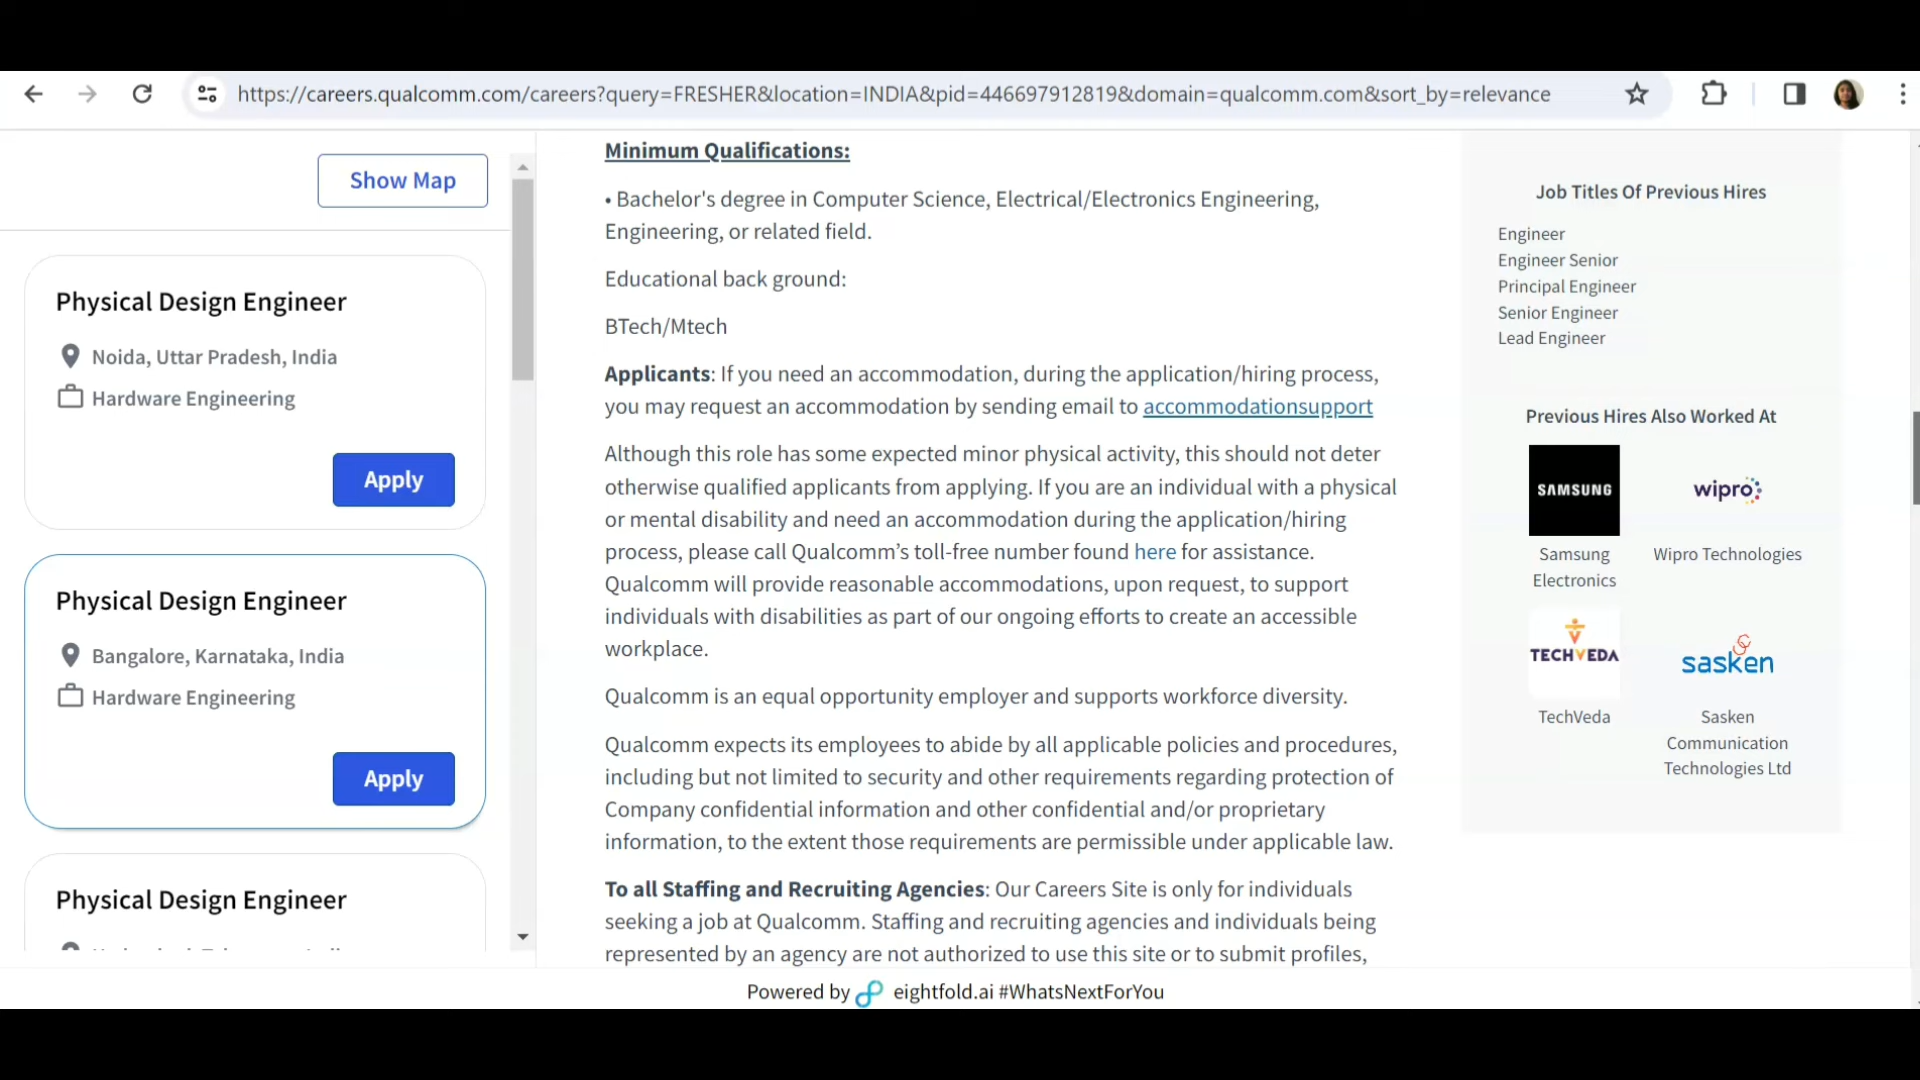 https://careers.qualcomm.com/careers?query=FRESHER&location=INDIA&pid=446697912819&domain=qualcomm.com&sort_by=relevance
Show Map
Physical Design Engineer
Noida, Uttar Pradesh, India
Hardware Engineering
Apply
Physical Design Engineer
Bangalore, Karnataka, India
Hardware Engineering
Apply
Physical Design Engineer
Minimum Qualifications:
• Bachelor's degree in Computer Science, Electrical/Electronics Engineering,
Engineering, or related field.
Educational back ground:
BTech/Mtech
Applicants: If you need an accommodation, during the application/hiring process,
you may request an accommodation by sending email to accommodationsupport
Although this role has some expected minor physical activity, this should not deter
otherwise qualified applicants from applying. If you are an individual with a physical
or mental disability and need an accommodation during the application/hiring
process, please call Qualcomm’s toll-free number found here for assistance.
Qualcomm will provide reasonable accommodations, upon request, to support
individuals with disabilities as part of our ongoing efforts to create an accessible
workplace.
Qualcomm is an equal opportunity employer and supports workforce diversity.
Qualcomm expects its employees to abide by all applicable policies and procedures,
including but not limited to security and other requirements regarding protection of
Company confidential information and other confidential and/or proprietary
information, to the extent those requirements are permissible under applicable law.
To all Staffing and Recruiting Agencies: Our Careers Site is only for individuals
seeking a job at Qualcomm. Staffing and recruiting agencies and individuals being
represented by an agency are not authorized to use this site or to submit profiles,
Job Titles Of Previous Hires
Engineer
Engineer Senior
Principal Engineer
Senior Engineer
Lead Engineer
Previous Hires Also Worked At
SAMSUNG
Samsung
Electronics
wipro
Wipro Technologies
TECHVEDA
TechVeda
sasken
Sasken
Communication
Technologies Ltd
Powered by eightfold.ai #WhatsNextForYou